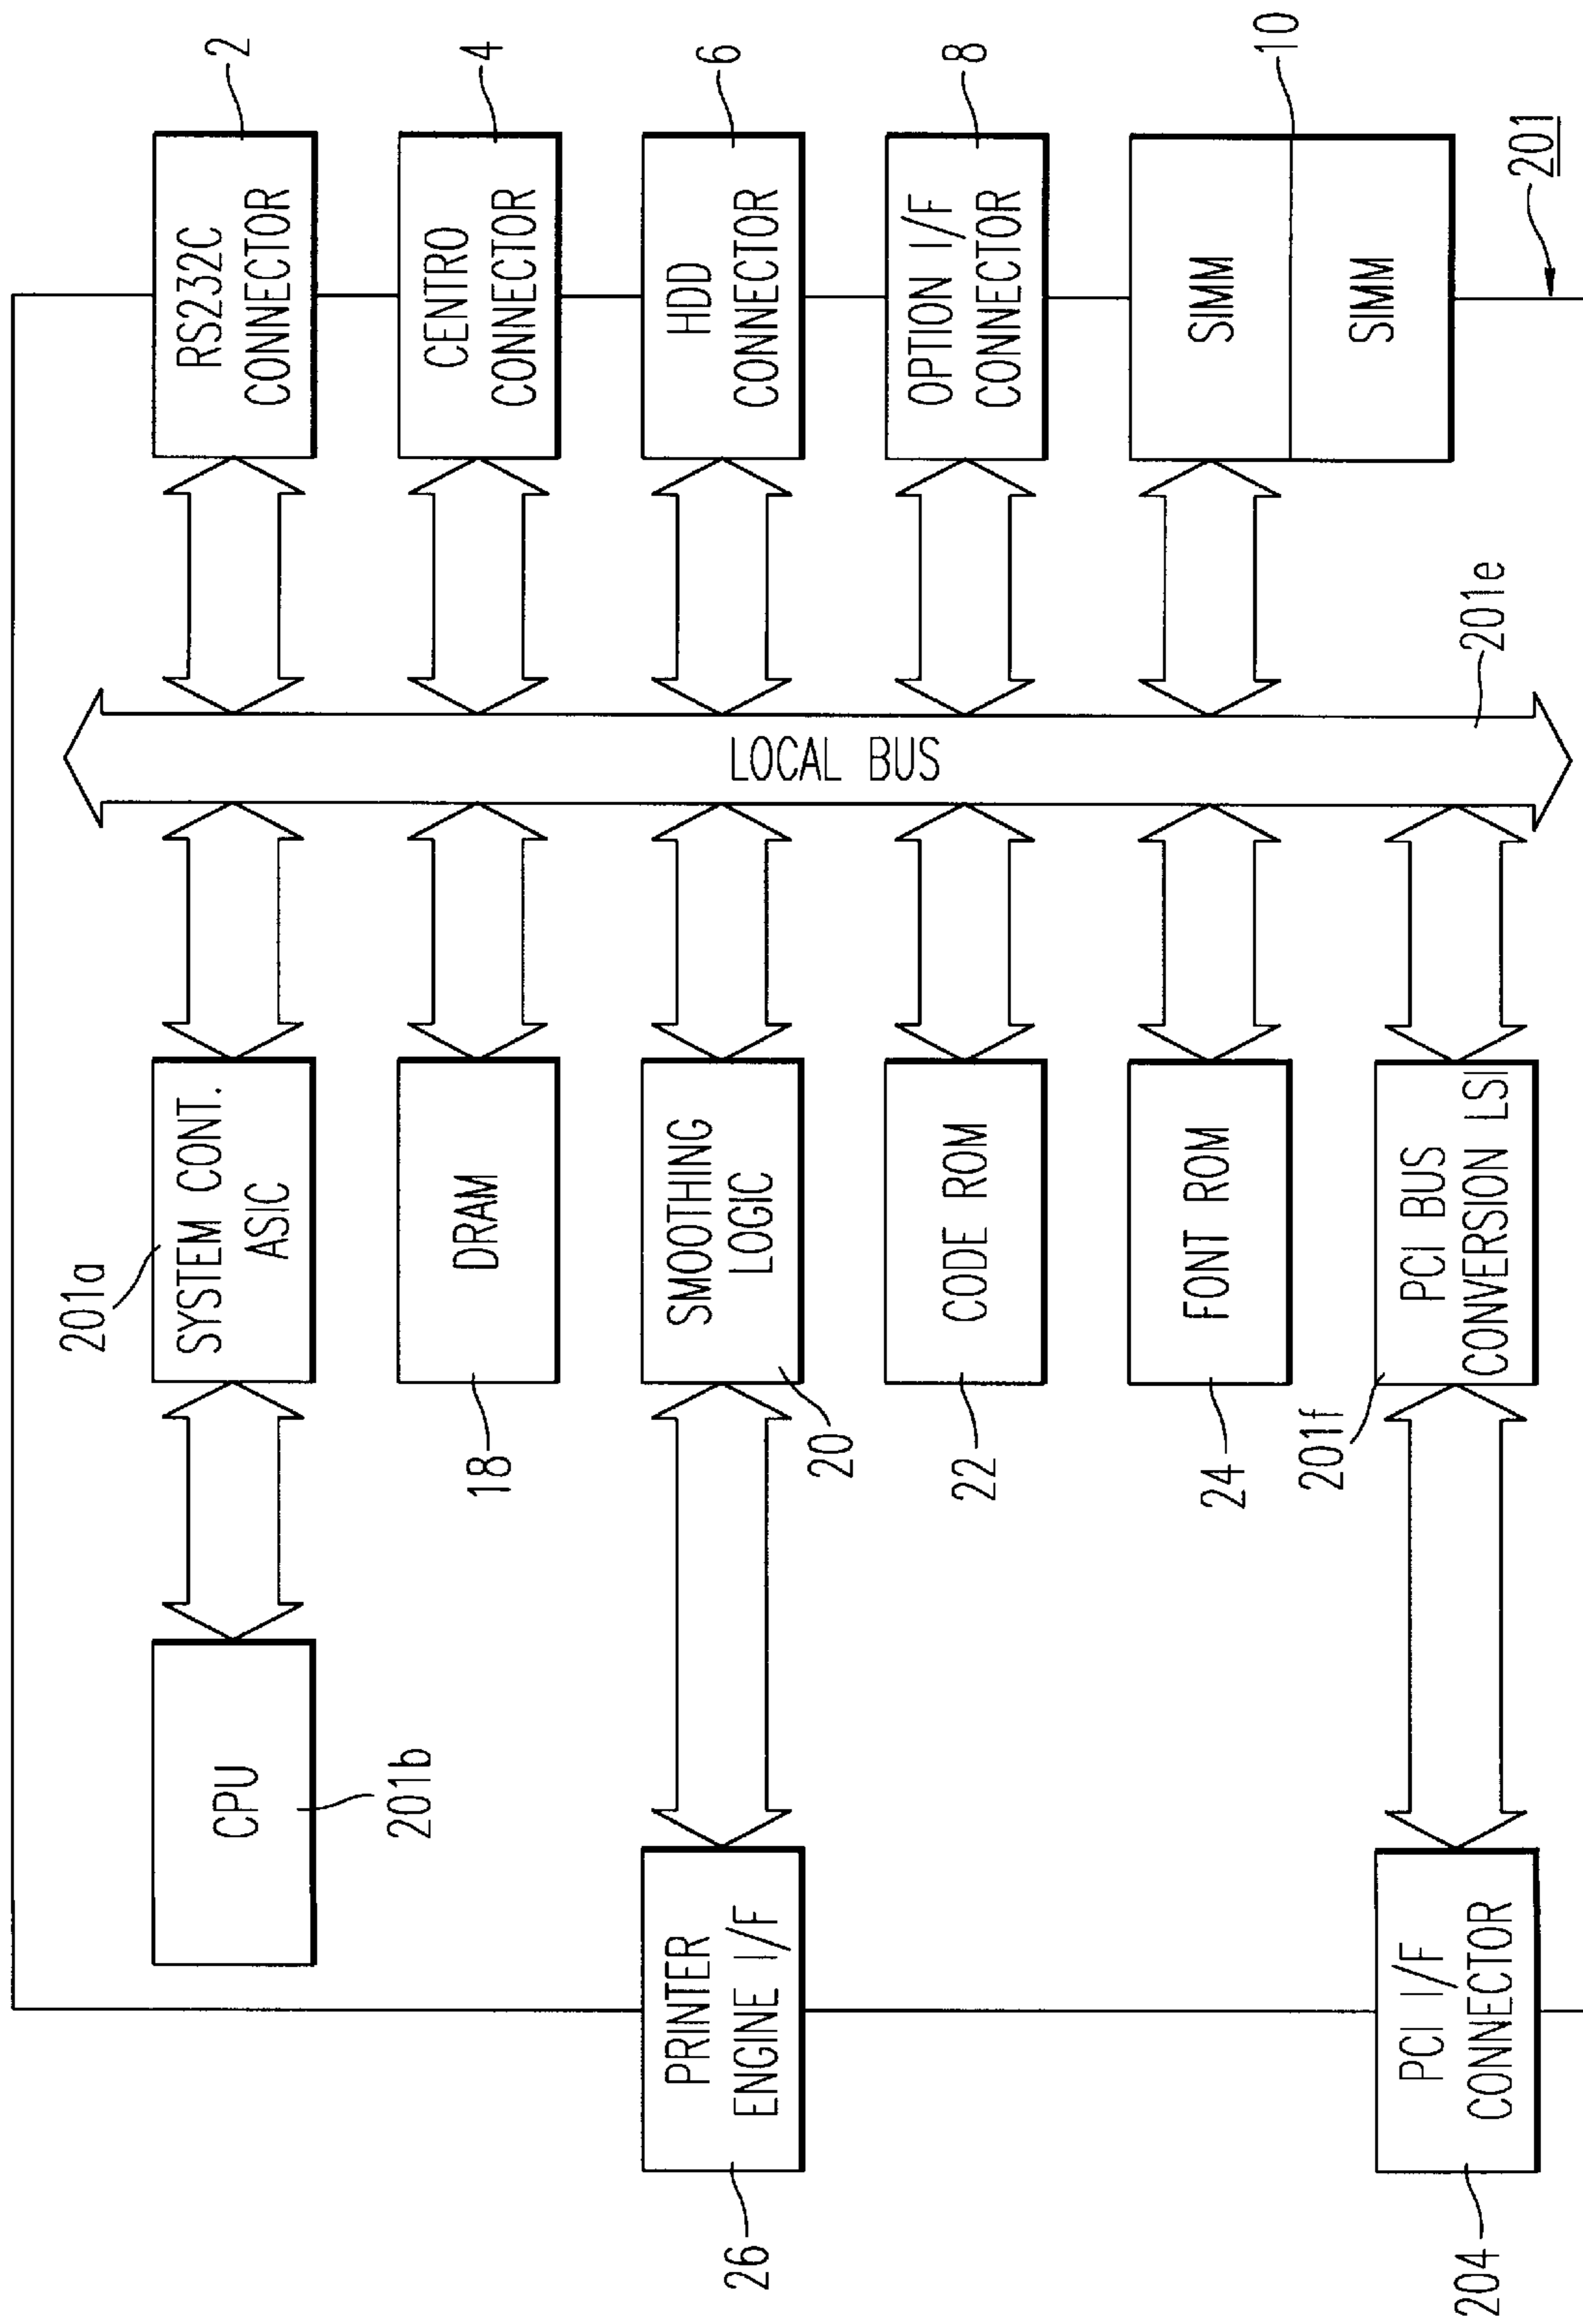 2
RS232C
CONNECTOR
4
CENTRO
CONNECTOR
6
HDD
CONNECTOR
8
OPTION I/F
CONNECTOR
10
SIMM
SIMM
201
LOCAL BUS
201e
201a
SYSTEM CONT.
ASIC
DRAM
18
SMOOTHING
LOGIC
20
CODE ROM
22
FONT ROM
24
PCI BUS
CONVERSION LSI
201f
CPU
201b
PRINTER
ENGINE I/F
26
PCI I/F
CONNECTOR
204